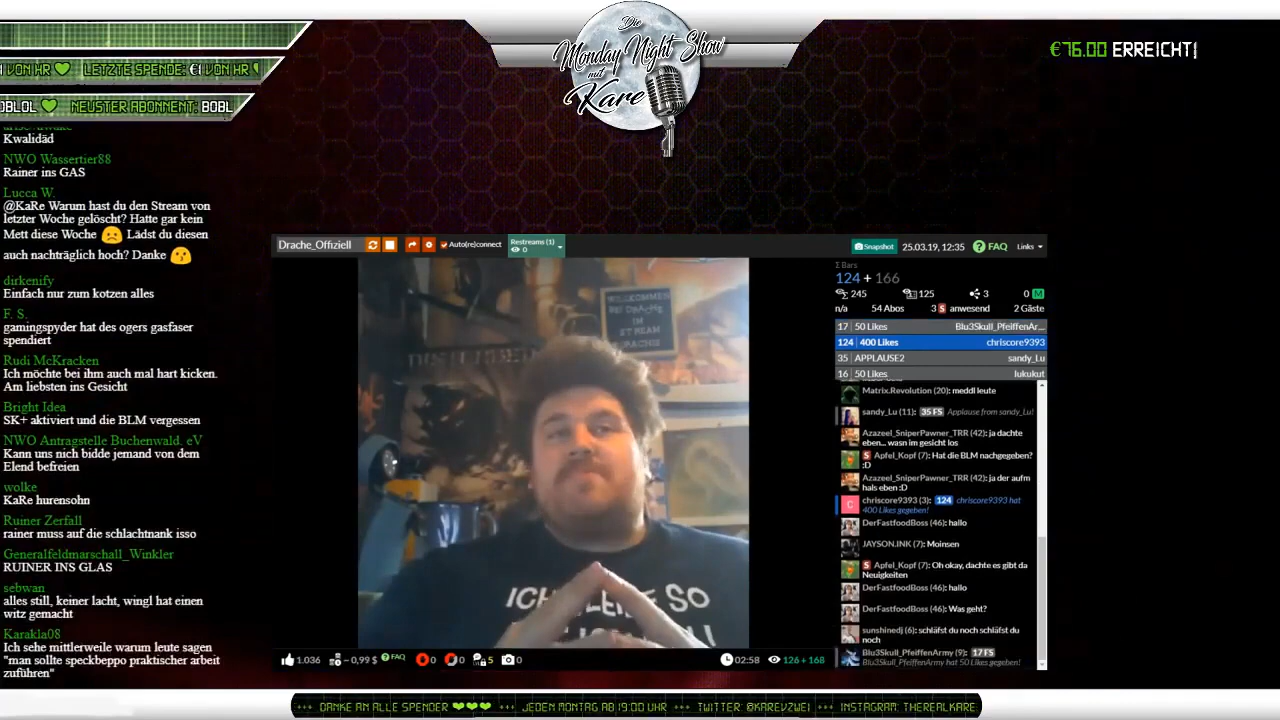 Die
Monday Night Show
mit
Kare
€76.00 ERREICHT!
VON HR LETZTE SPENDE: €1 VON HR
OBLOL NEUSTER ABONNENT: BOBL
Kwalidäd
NWO Wassertier88
Rainer ins GAS
Lucca W.
@KaRe Warum hast du den Stream von
letzter Woche gelöscht? Hatte gar kein
Mett diese Woche 🙁 Lädst du diesen
auch nachträglich hoch? Danke 😗
dirkenify
Einfach nur zum kotzen alles
F. S.
gamingspyder hat des ogers gasfaser
spendiert
Rudi McKracken
Ich möchte bei ihm auch mal hart kicken.
Am liebsten ins Gesicht
Bright Idea
SK+ aktiviert und die BLM vergessen
NWO Antragstelle Buchenwald. eV
Kann uns nich bidde jemand von dem
Elend befreien
wolke
KaRe hurensohn
Ruiner Zerfall
rainer muss auf die schlachtnank isso
Generalfeldmarschall_Winkler
RUINER INS GLAS
sebwan
alles still, keiner lacht, wingl hat einen
witz gemacht
Karakla08
Ich sehe mittlerweile warum leute sagen
"man sollte speckbeppo praktischer arbeit
zuführen"
Drache_Offiziell Auto(re)connect Restreams (1)
0
Snapshot 25.03.19, 12:35 FAQ Links
WILLKOMMEN
BEI
IM
ICH SO
Σ Bars
124 + 166
245 125 3 0 M
n/a 54 Abos 3 S anwesend 2 Gäste
17 50 Likes Blu3Skull_PfeiffenAr...
124 400 Likes chriscore9393
35 APPLAUSE2 sandy_Lu
16 50 Likes lukukut
Matrix.Revolution (20): meddl leute
sandy_Lu (11): 35 FS Applause from sandy_Lu!
Azazeel_SniperPawner_TRR (42): ja dachte
eben... wasn im gesicht los
S Apfel_Kopf (7): Hat die BLM nachgegeben?
:D
Azazeel_SniperPawner_TRR (42): ja der aufm
hals eben :D
chriscore9393 (3): 124 chriscore9393 hat
400 Likes gegeben!
DerFastfoodBoss (46): hallo
JAYSON.INK (7): Moinsen
S Apfel_Kopf (7): Oh okay, dachte es gibt da
Neuigkeiten
DerFastfoodBoss (46): hallo
DerFastfoodBoss (46): Was geht?
sunshinedj (6): schläfst du noch schläfst du
noch
Blu3Skull_PfeiffenArmy (9): 17 FS
Blu3Skull_PfeiffenArmy hat 50 Likes gegeben!
1.036 ~ 0,99 $ FAQ 0 0 5 0 02:58 126 + 168
+++ DANKE AN ALLE SPENDER ❤❤❤ +++ JEDEN MONTAG AB 19:00 UHR +++ TWITTER: @KAREVZWEI +++ INSTAGRAM: THEREALKARE